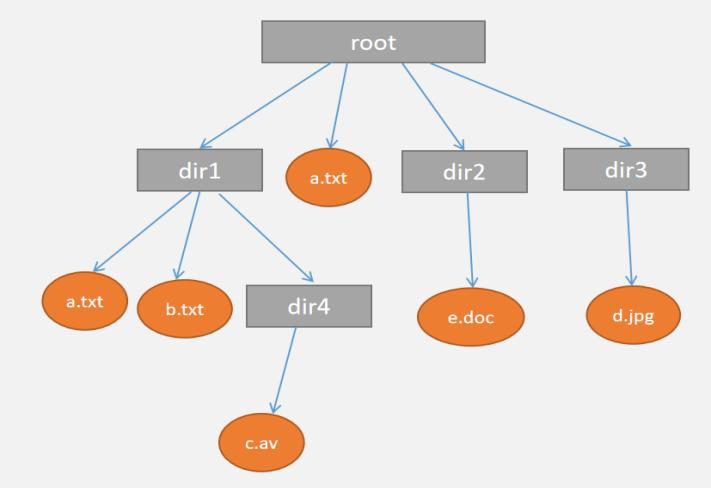 root
dir1
a.txt
dir2
dir3
a.txt
b.txt
dir4
e.doc
d.jpg
c.av